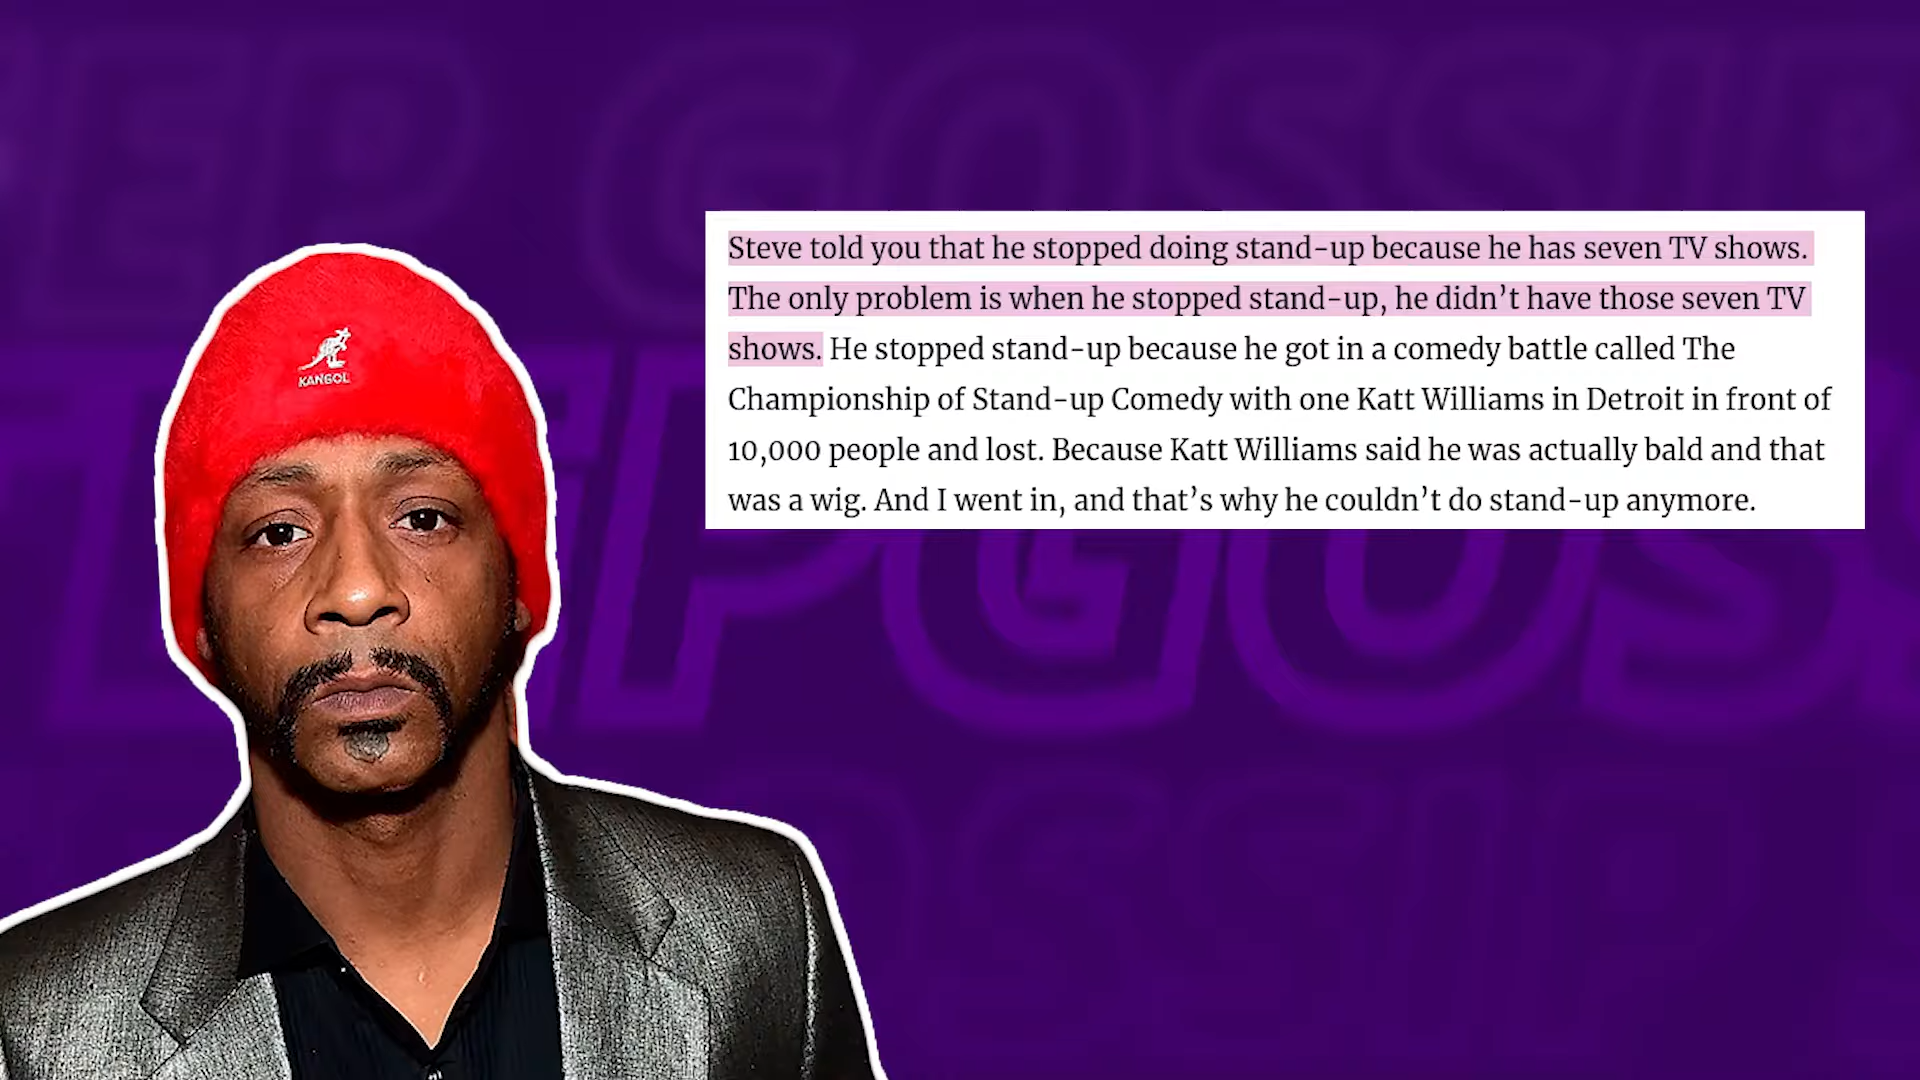 EP GOSSIP
Steve told you that he stopped doing stand-up because he has seven TV shows.
The only problem is when he stopped stand-up, he didn’t have those seven TV
shows. He stopped stand-up because he got in a comedy battle called The
Championship of Stand-up Comedy with one Katt Williams in Detroit in front of
10,000 people and lost. Because Katt Williams said he was actually bald and that
was a wig. And I went in, and that’s why he couldn’t do stand-up anymore.
KANGOL